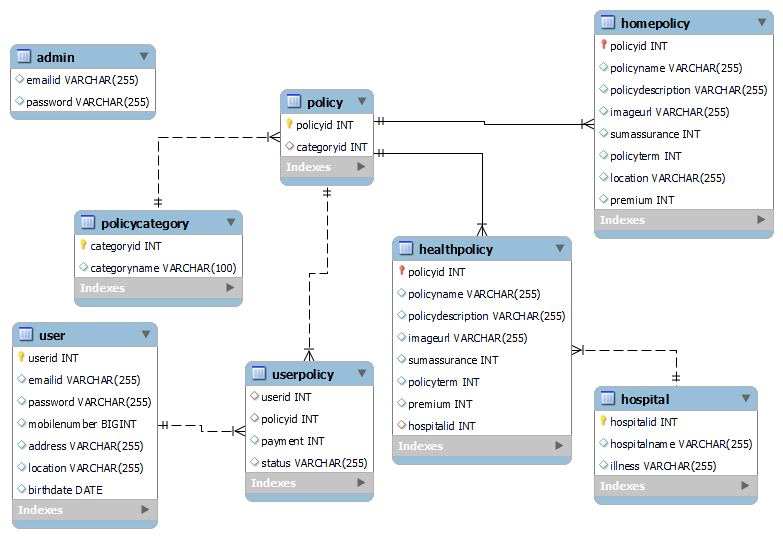 admin
emailid VARCHAR(255)
password VARCHAR(255)
policy
policyid INT
categoryid INT
Indexes
homepolicy
policyid INT
policyname VARCHAR(255)
policydescription VARCHAR(255)
imageurl VARCHAR(255)
sumassurance INT
policyterm INT
location VARCHAR(255)
premium INT
Indexes
policycategory
categoryid INT
categoryname VARCHAR(100)
Indexes
healthpolicy
policyid INT
policyname VARCHAR(255)
policydescription VARCHAR(255)
imageurl VARCHAR(255)
sumassurance INT
policyterm INT
premium INT
hospitalid INT
Indexes
user
userid INT
emailid VARCHAR(255)
password VARCHAR(255)
mobilenumber BIGINT
address VARCHAR(255)
location VARCHAR(255)
birthdate DATE
Indexes
userpolicy
userid INT
policyid INT
payment INT
status VARCHAR(255)
Indexes
hospital
hospitalid INT
hospitalname VARCHAR(255)
illness VARCHAR(255)
Indexes